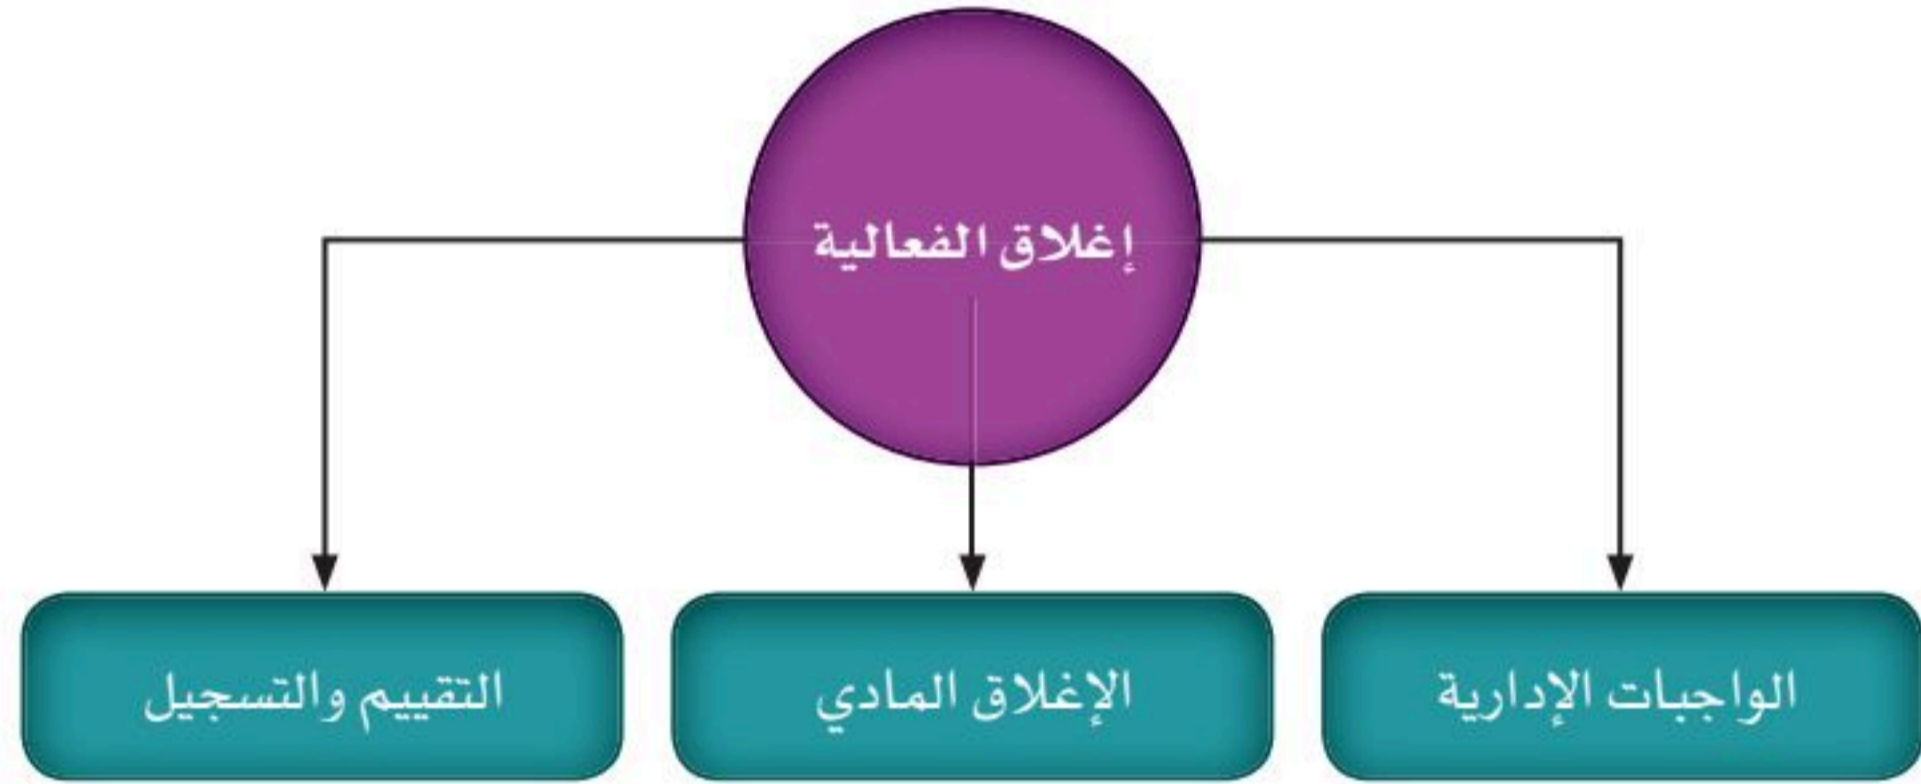 إغلاق الفعالية
الواجبات الإدارية
الإغلاق المادي
التقييم والتسجيل